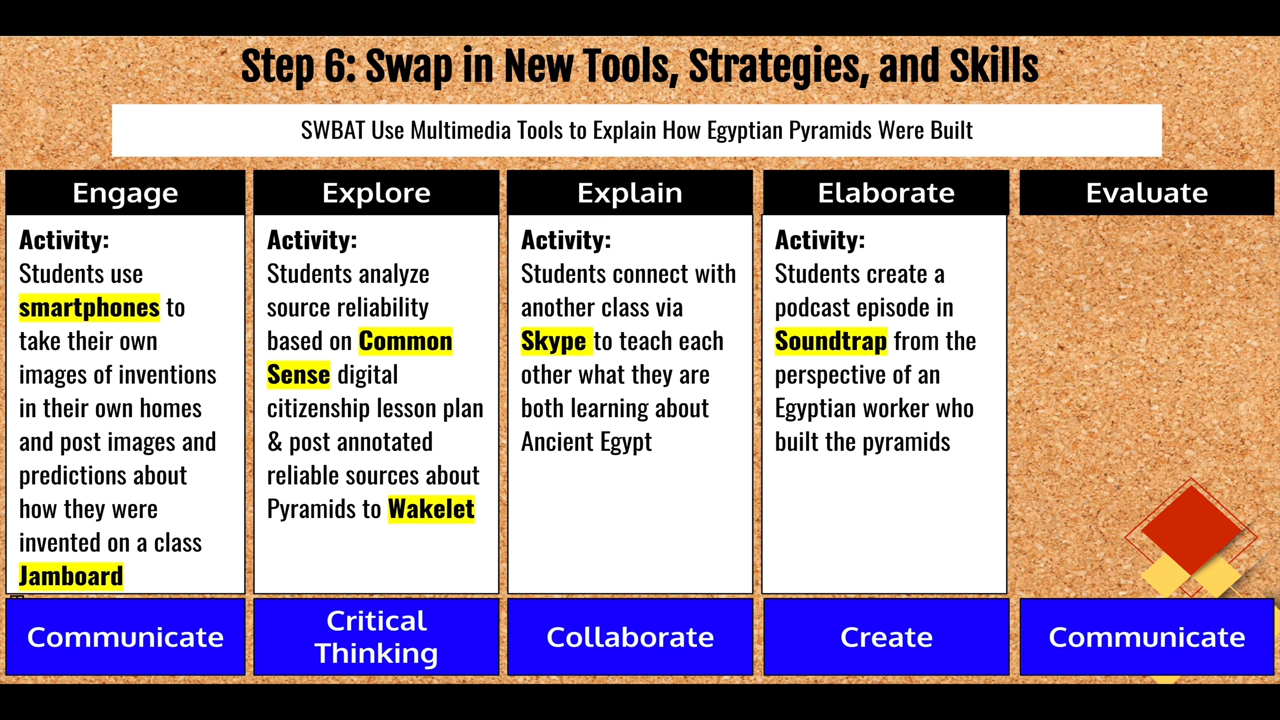 Step 6: Swap in New Tools, Strategies, and Skills
SWBAT Use Multimedia Tools to Explain How Egyptian Pyramids Were Built
Engage
Activity:
Students use
smartphones to
take their own
images of inventions
in their own homes
and post images and
predictions about
how they were
invented on a class
Jamboard
Communicate
Explore
Activity:
Students analyze
source reliability
based on Common
Sense digital
citizenship lesson plan
& post annotated
reliable sources about
Pyramids to Wakelet
Critical
Thinking
Explain
Activity:
Students connect with
another class via
Skype to teach each
other what they are
both learning about
Ancient Egypt
Collaborate
Elaborate
Activity:
Students create a
podcast episode in
Soundtrap from the
perspective of an
Egyptian worker who
built the pyramids
Create
Evaluate
Communicate